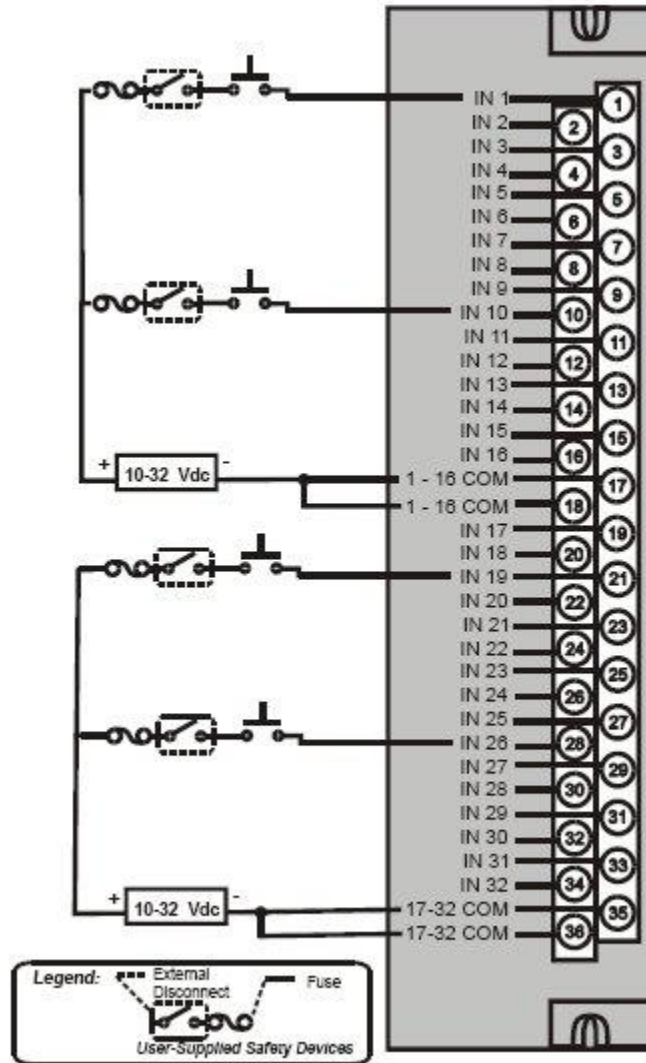 IN 1
1
IN 2
2
IN 3
3
IN 4
4
IN 5
5
IN 6
6
IN 7
7
IN 8
8
IN 9
9
IN 10
10
IN 11
11
IN 12
12
IN 13
13
IN 14
14
IN 15
15
IN 16
16
+ 10-32 Vdc -
1 - 16 COM
17
1 - 16 COM
18
IN 17
19
IN 18
20
IN 19
21
IN 20
22
IN 21
23
IN 22
24
IN 23
25
IN 24
26
IN 25
27
IN 26
28
IN 27
29
IN 28
30
IN 29
31
IN 30
32
IN 31
33
IN 32
34
+ 10-32 Vdc -
17-32 COM
35
17-32 COM
36
Legend: External
Disconnect
Fuse
User-Supplied Safety Devices